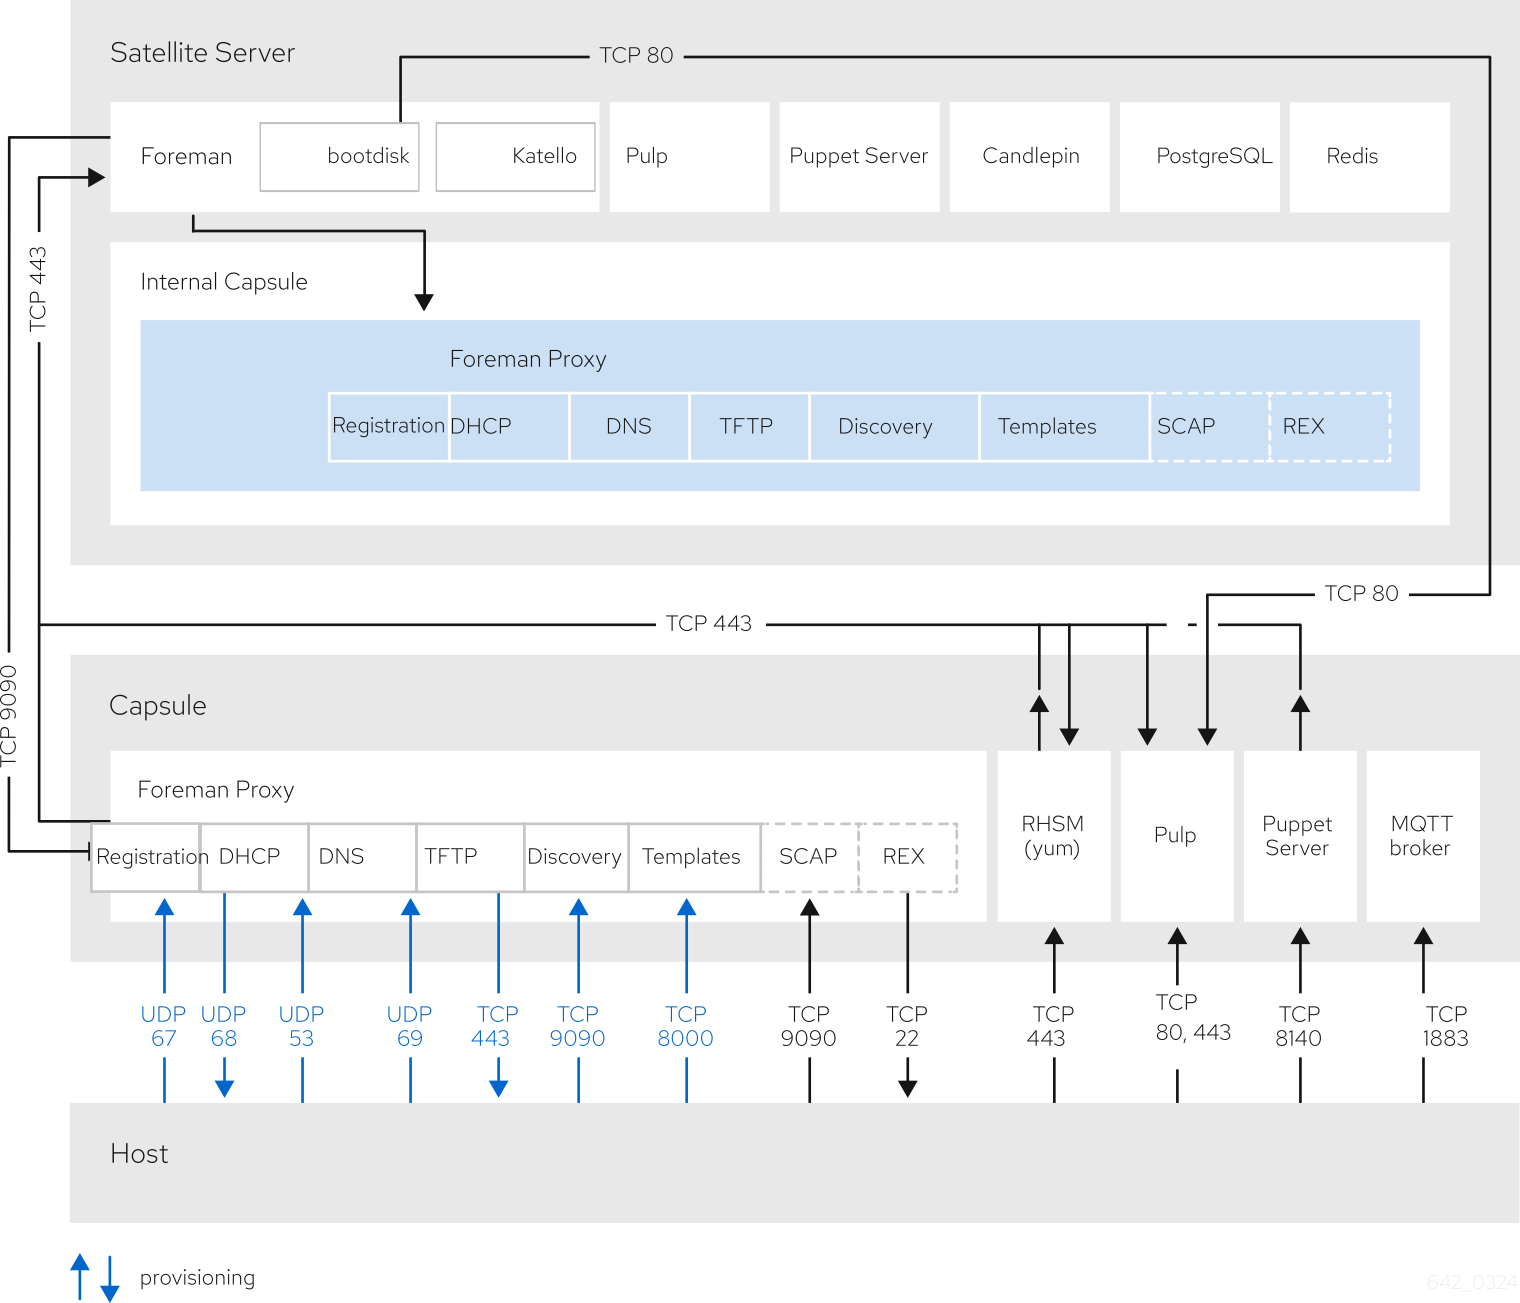 Satellite Server
TCP 80
Foreman
bootdisk
Katello
Pulp
Puppet Server
Candlepin
PostgreSQL
Redis
TCP 443
Internal Capsule
Foreman Proxy
Registration
DHCP
DNS
TFTP
Discovery
Templates
SCAP
REX
TCP 80
TCP 443
TCP 9090
Capsule
Foreman Proxy
Registration
DHCP
DNS
TFTP
Discovery
Templates
SCAP
REX
RHSM
(yum)
Pulp
Puppet
Server
MQTT
broker
UDP
67
UDP
68
UDP
53
UDP
69
TCP
443
TCP
9090
TCP
8000
TCP
9090
TCP
22
TCP
443
TCP
80, 443
TCP
8140
TCP
1883
Host
provisioning
642_0324